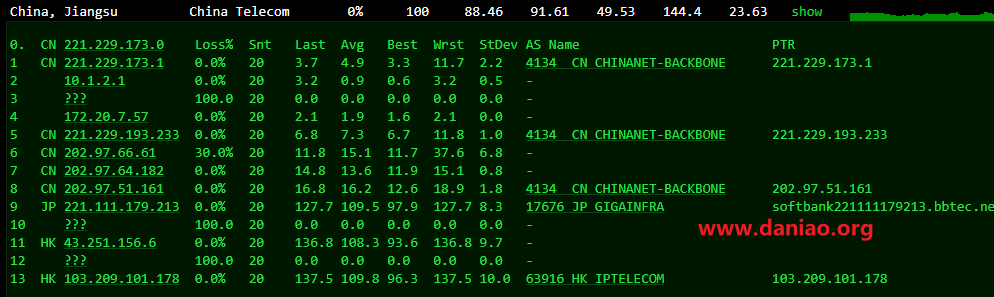 China, Jiangsu China Telecom 0% 100 88.46 91.61 49.53 144.4 23.63 show
0. CN 221.229.173.0 Loss% Snt Last Avg Best Wrst StDev AS Name PTR
1 CN 221.229.173.1 0.0% 20 3.7 4.9 3.3 11.7 2.2 4134 CN CHINANET-BACKBONE 221.229.173.1
2 10.1.2.1 0.0% 20 3.2 0.9 0.6 3.2 0.5 -
3 ??? 100.0 20 0.0 0.0 0.0 0.0 0.0 -
4 172.20.7.57 0.0% 20 2.1 1.9 1.6 2.1 0.0 -
5 CN 221.229.193.233 0.0% 20 6.8 7.3 6.7 11.8 1.0 4134 CN CHINANET-BACKBONE 221.229.193.233
6 CN 202.97.66.61 30.0% 20 11.8 15.1 11.7 37.6 6.8 -
7 CN 202.97.64.182 0.0% 20 14.8 13.6 11.9 15.1 0.8 -
8 CN 202.97.51.161 0.0% 20 16.8 16.2 12.6 18.9 1.8 4134 CN CHINANET-BACKBONE 202.97.51.161
9 JP 221.111.179.213 0.0% 20 127.7 109.5 97.9 127.7 8.3 17676 JP GIGAINFRA softbank221111179213.bbtec.ne
10 ??? 100.0 20 0.0 0.0 0.0 0.0 0.0 -
www.daniao.org
11 HK 43.251.156.6 0.0% 20 136.8 108.3 93.6 136.8 9.7 -
12 ??? 100.0 20 0.0 0.0 0.0 0.0 0.0 -
13 HK 103.209.101.178 0.0% 20 137.5 109.8 96.3 137.5 10.0 63916 HK IPTELECOM 103.209.101.178